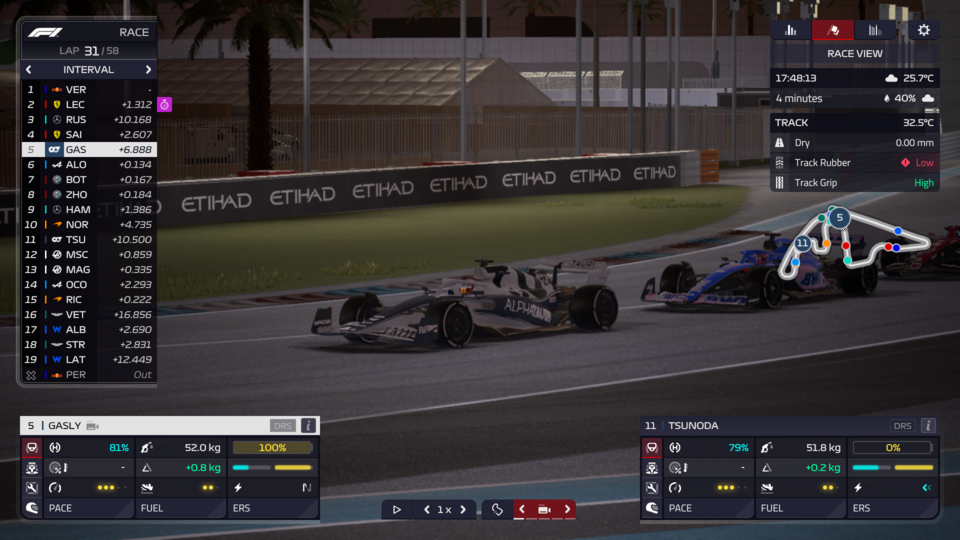 F1 RACE
LAP 31/58
INTERVAL
1 VER -
2 LEC +1.312
3 RUS +10.168
4 SAI +2.607
5 GAS +6.888
6 ALO +0.134
7 BOT +0.167
8 ZHO +0.184
9 HAM +1.386
10 NOR +4.735
11 TSU +10.500
12 MSC +0.859
13 MAG +0.335
14 OCO +2.293
15 RIC +0.222
16 VET +16.856
17 ALB +2.690
18 STR +2.831
19 LAT +12.449
PER Out
RACE VIEW
17:48:13 25.7°C
4 minutes 40%
TRACK 32.5°C
Dry 0.00 mm
Track Rubber Low
Track Grip High
5
11
ETIHAD ETIHAD ETIHAD ETIHAD ETIHAD ETIHAD
ALPHATAURI
5 GASLY DRS i
81% 52.0 kg 100%
- +0.8 kg
N
PACE FUEL ERS
1x
11 TSUNODA DRS i
79% 51.8 kg 0%
- +0.2 kg
PACE FUEL ERS